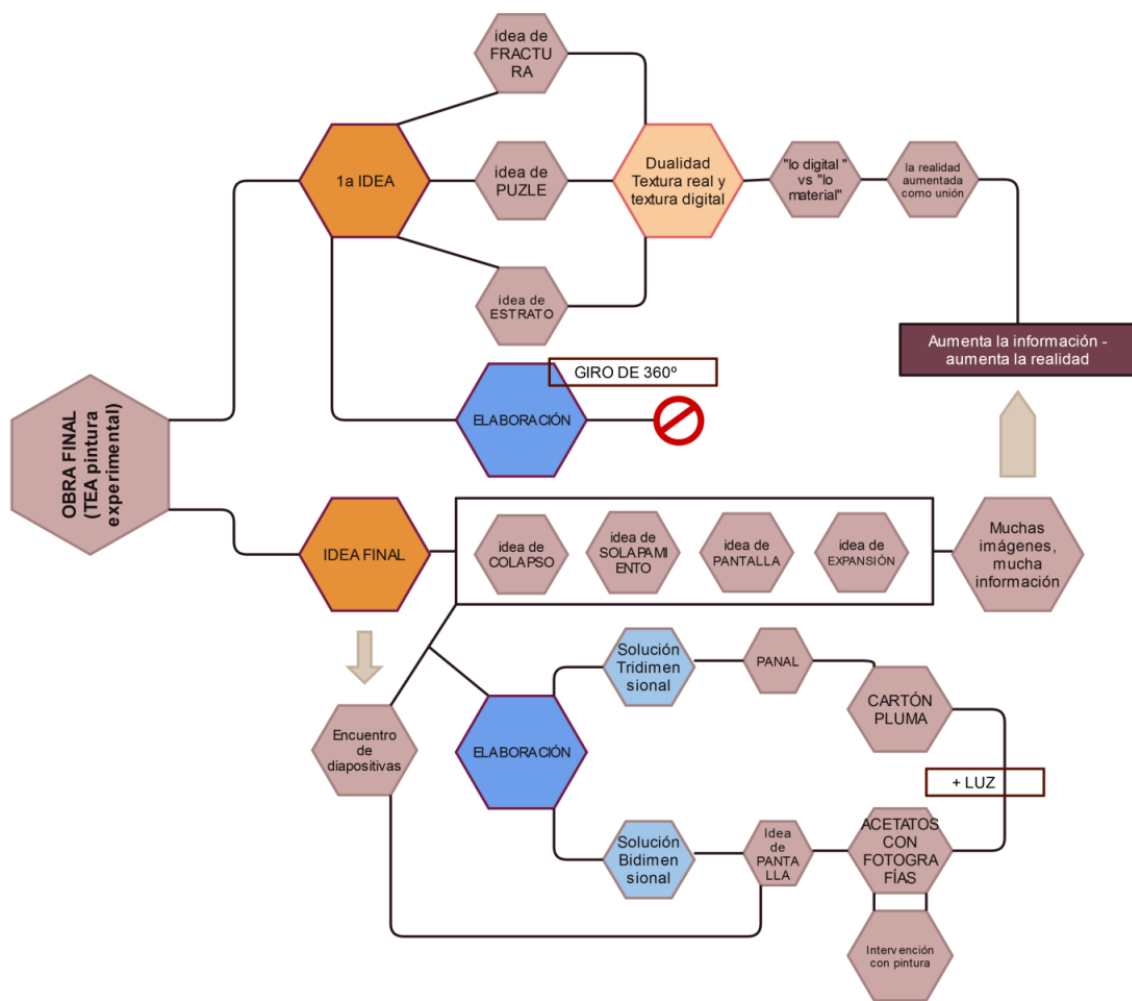 idea de
FRACTU
RA
1a IDEA
idea de
PUZLE
Dualidad
Textura real y
textura digital
"lo digital "
vs "lo
material"
la realidad
aumentada
como unión
idea de
ESTRATO
Aumenta la información -
aumenta la realidad
GIRO DE 360º
ELABORACIÓN
OBRA FINAL
(TEA pintura
experimental)
IDEA FINAL
idea de
COLAPSO
idea de
SOLAPAMI
ENTO
idea de
PANTALLA
idea de
EXPANSIÓN
Muchas
imágenes,
mucha
información
Solución
Tridimen
sional
PANAL
CARTÓN
PLUMA
Encuentro
de
diapositivas
ELABORACIÓN
+ LUZ
Solución
Bidimen
sional
Idea
de
PANTA
LLA
ACETATOS
CON
FOTOGRA
FÍAS
Intervención
con pintura